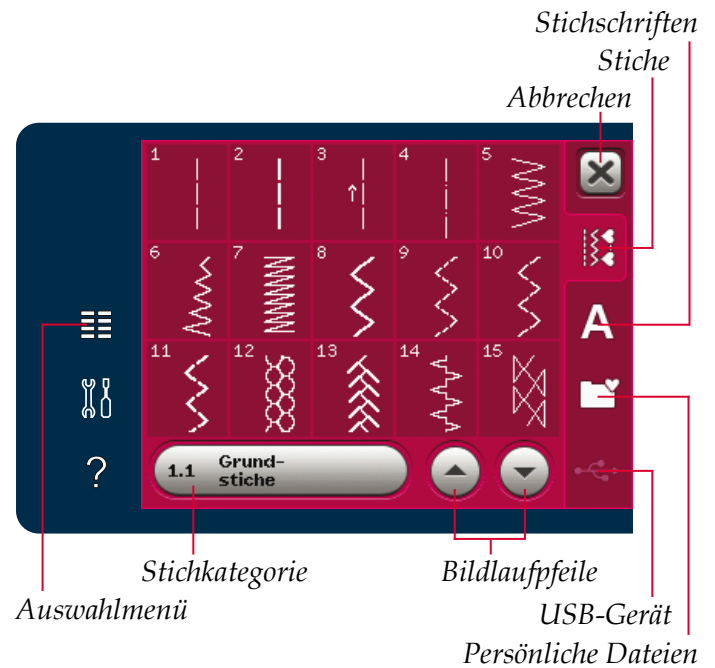 Stichschriften
Stiche
Abbrechen
1 2 3 4 5
6 7 8 9 10
A
11 12 13 14 15
?
1.1 Grund-
stiche
Stichkategorie
Bildlaufpfeile
Auswahlmenü
USB-Gerät
Persönliche Dateien